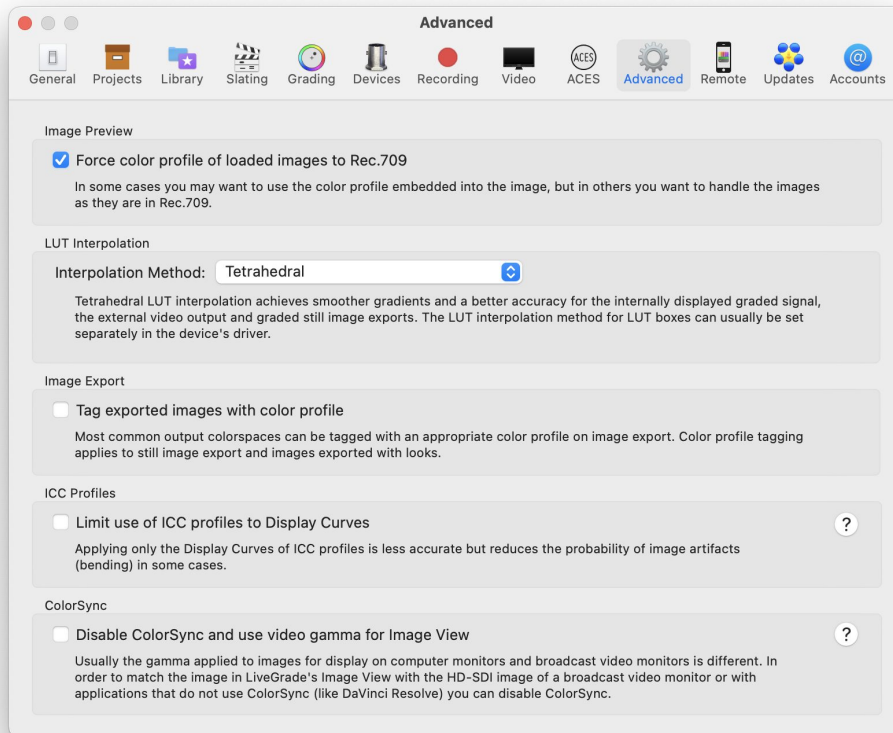 Advanced
General Projects Library Slating Grading Devices Recording Video ACES ACES Advanced Remote Updates @ Accounts
Image Preview
Force color profile of loaded images to Rec.709
In some cases you may want to use the color profile embedded into the image, but in others you want to handle the images
as they are in Rec.709.
LUT Interpolation
Interpolation Method: Tetrahedral
Tetrahedral LUT interpolation achieves smoother gradients and a better accuracy for the internally displayed graded signal,
the external video output and graded still image exports. The LUT interpolation method for LUT boxes can usually be set
separately in the device's driver.
Image Export
Tag exported images with color profile
Most common output colorspaces can be tagged with an appropriate color profile on image export. Color profile tagging
applies to still image export and images exported with looks.
ICC Profiles
Limit use of ICC profiles to Display Curves ?
Applying only the Display Curves of ICC profiles is less accurate but reduces the probability of image artifacts
(bending) in some cases.
ColorSync
Disable ColorSync and use video gamma for Image View ?
Usually the gamma applied to images for display on computer monitors and broadcast video monitors is different. In
order to match the image in LiveGrade's Image View with the HD-SDI image of a broadcast video monitor or with
applications that do not use ColorSync (like DaVinci Resolve) you can disable ColorSync.